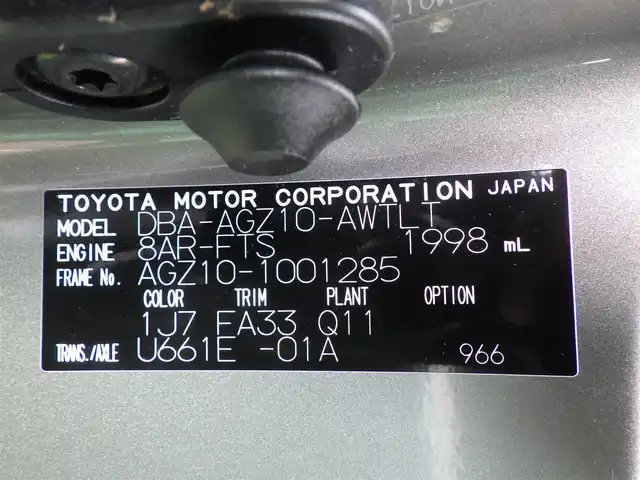 TOYOTA MOTOR CORPORATION JAPAN
MODEL DBA-AGZ10-AWTLT
ENGINE 8AR-FTS 1998 mL
FRAME No. AGZ10-1001285
COLOR TRIM PLANT OPTION
1J7 EA33 Q11
TRANS./AXLE U661E -01A 966